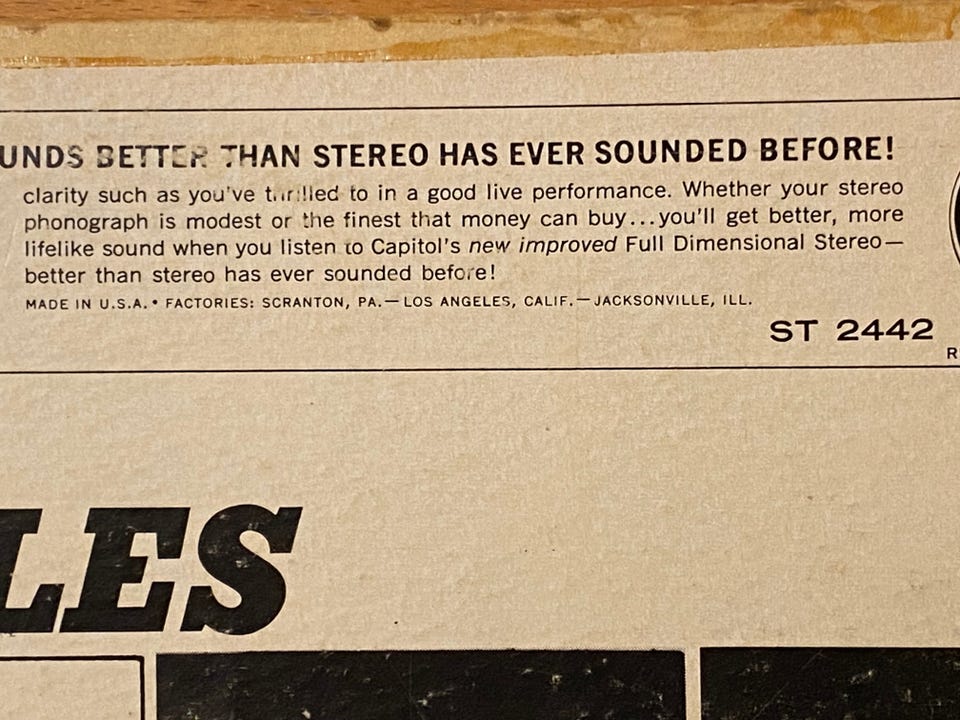 UNDS BETTER THAN STEREO HAS EVER SOUNDED BEFORE!
clarity such as you've thrilled to in a good live performance. Whether your stereo
phonograph is modest or the finest that money can buy...you'll get better, more
lifelike sound when you listen to Capitol's new improved Full Dimensional Stereo—
better than stereo has ever sounded before!
MADE IN U.S.A. • FACTORIES: SCRANTON, PA.—LOS ANGELES, CALIF.—JACKSONVILLE, ILL.
ST 2442
R
LES